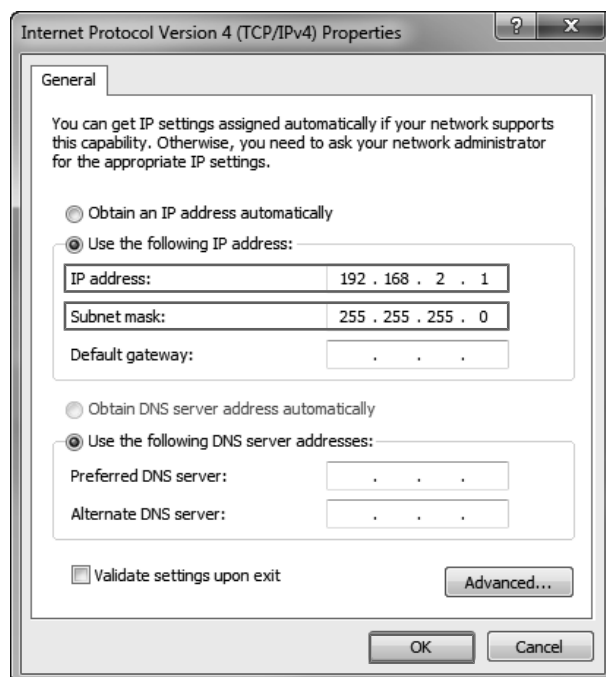 Internet Protocol Version 4 (TCP/IPv4) Properties
? X
General
You can get IP settings assigned automatically if your network supports
this capability. Otherwise, you need to ask your network administrator
for the appropriate IP settings.
Obtain an IP address automatically
Use the following IP address:
IP address: 192 . 168 . 2 . 1
Subnet mask: 255 . 255 . 255 . 0
Default gateway: . . .
Obtain DNS server address automatically
Use the following DNS server addresses:
Preferred DNS server: . . .
Alternate DNS server: . . .
Validate settings upon exit
Advanced...
OK Cancel